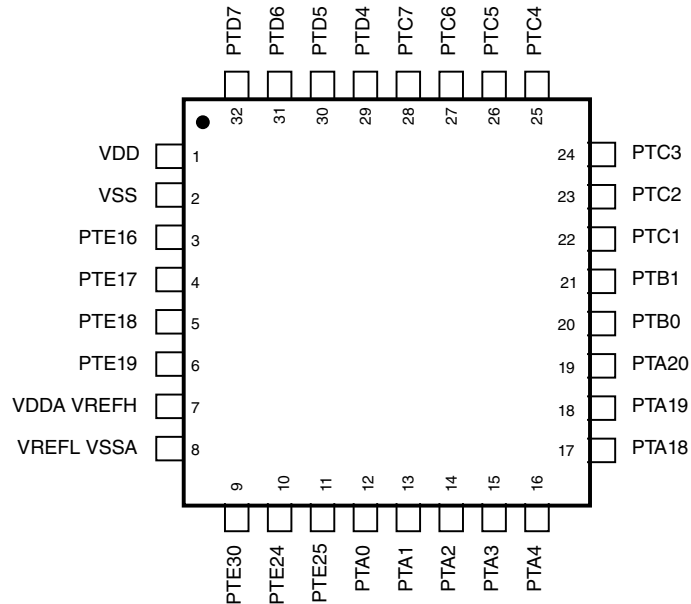 PTD7 PTD6 PTD5 PTD4 PTC7 PTC6 PTC5 PTC4
32 31 30 29 28 27 26 25
VDD 1 24 PTC3
VSS 2 23 PTC2
PTE16 3 22 PTC1
PTE17 4 21 PTB1
PTE18 5 20 PTB0
PTE19 6 19 PTA20
VDDA VREFH 7 18 PTA19
VREFL VSSA 8 17 PTA18
9 10 11 12 13 14 15 16
PTE30 PTE24 PTE25 PTA0 PTA1 PTA2 PTA3 PTA4